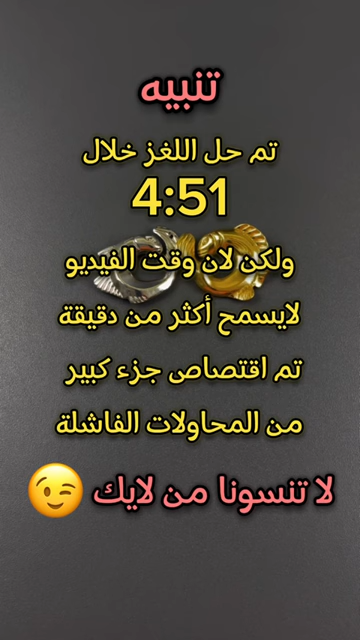 تنبيه
تم حل اللغز خلال
4:51
ولكن لان وقت الفيديو
لايسمح أكثر من دقيقة
تم اقتصاص جزء كبير
من المحاولات الفاشلة
لا تنسونا من لايك 😉